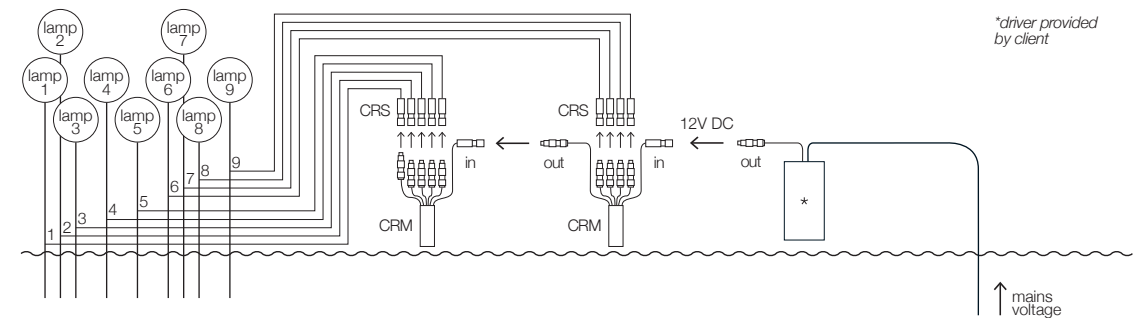 lamp
2
lamp
7
*driver provided
by client
lamp
1
lamp
4
lamp
6
lamp
9
lamp
3
lamp
5
lamp
8
CRS
CRS
12V DC
in
out
in
out
9
8
7
6
5
4
3
2
1
*
CRM
CRM
mains
voltage